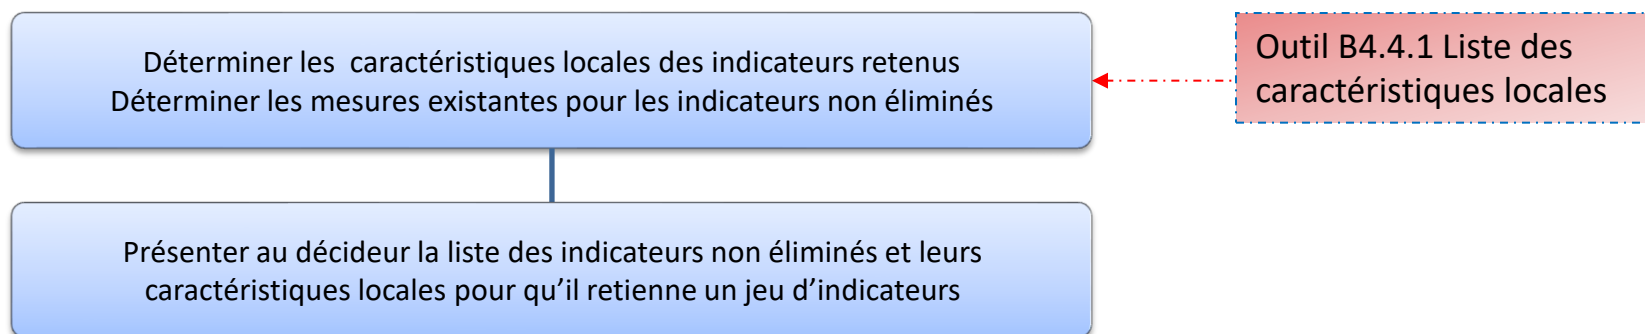 Déterminer les  caractéristiques locales des indicateurs retenus
Déterminer les mesures existantes pour les indicateurs non éliminés
Outil B4.4.1 Liste des
caractéristiques locales
Présenter au décideur la liste des indicateurs non éliminés et leurs
caractéristiques locales pour qu’il retienne un jeu d’indicateurs